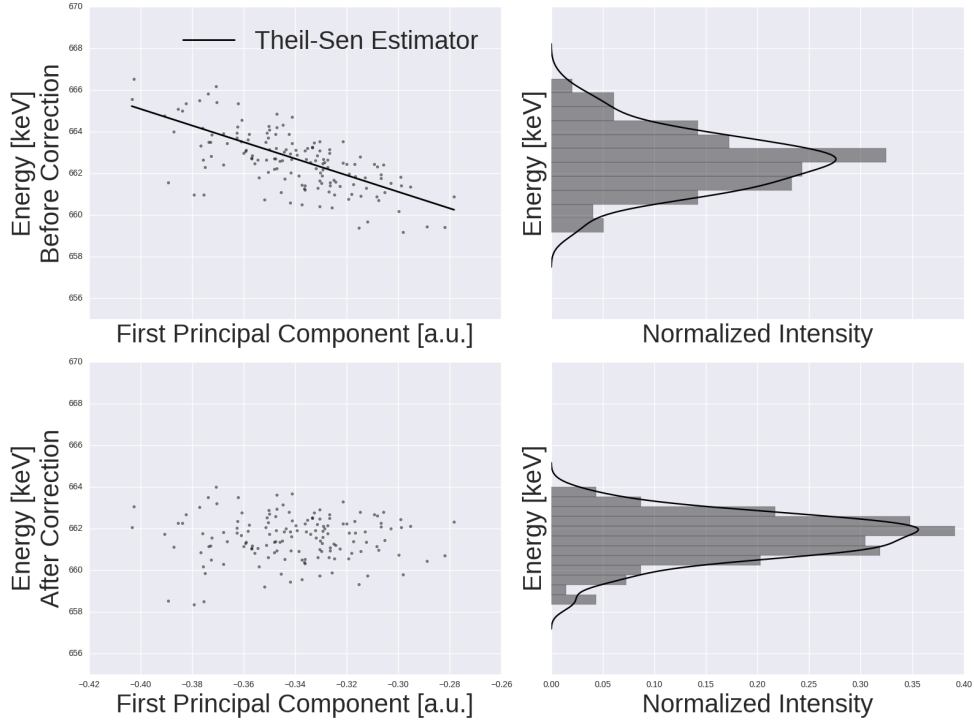 670
668
666
664
662
660
658
656
Energy [keV]
Before Correction
Theil-Sen Estimator
First Principal Component [a.u.]
Energy [keV]
Normalized Intensity
670
668
666
664
662
660
658
656
Energy [keV]
After Correction
−0.42 −0.40 −0.38 −0.36 −0.34 −0.32 −0.30 −0.28 −0.26
First Principal Component [a.u.]
Energy [keV]
0.00 0.05 0.10 0.15 0.20 0.25 0.30 0.35 0.40
Normalized Intensity